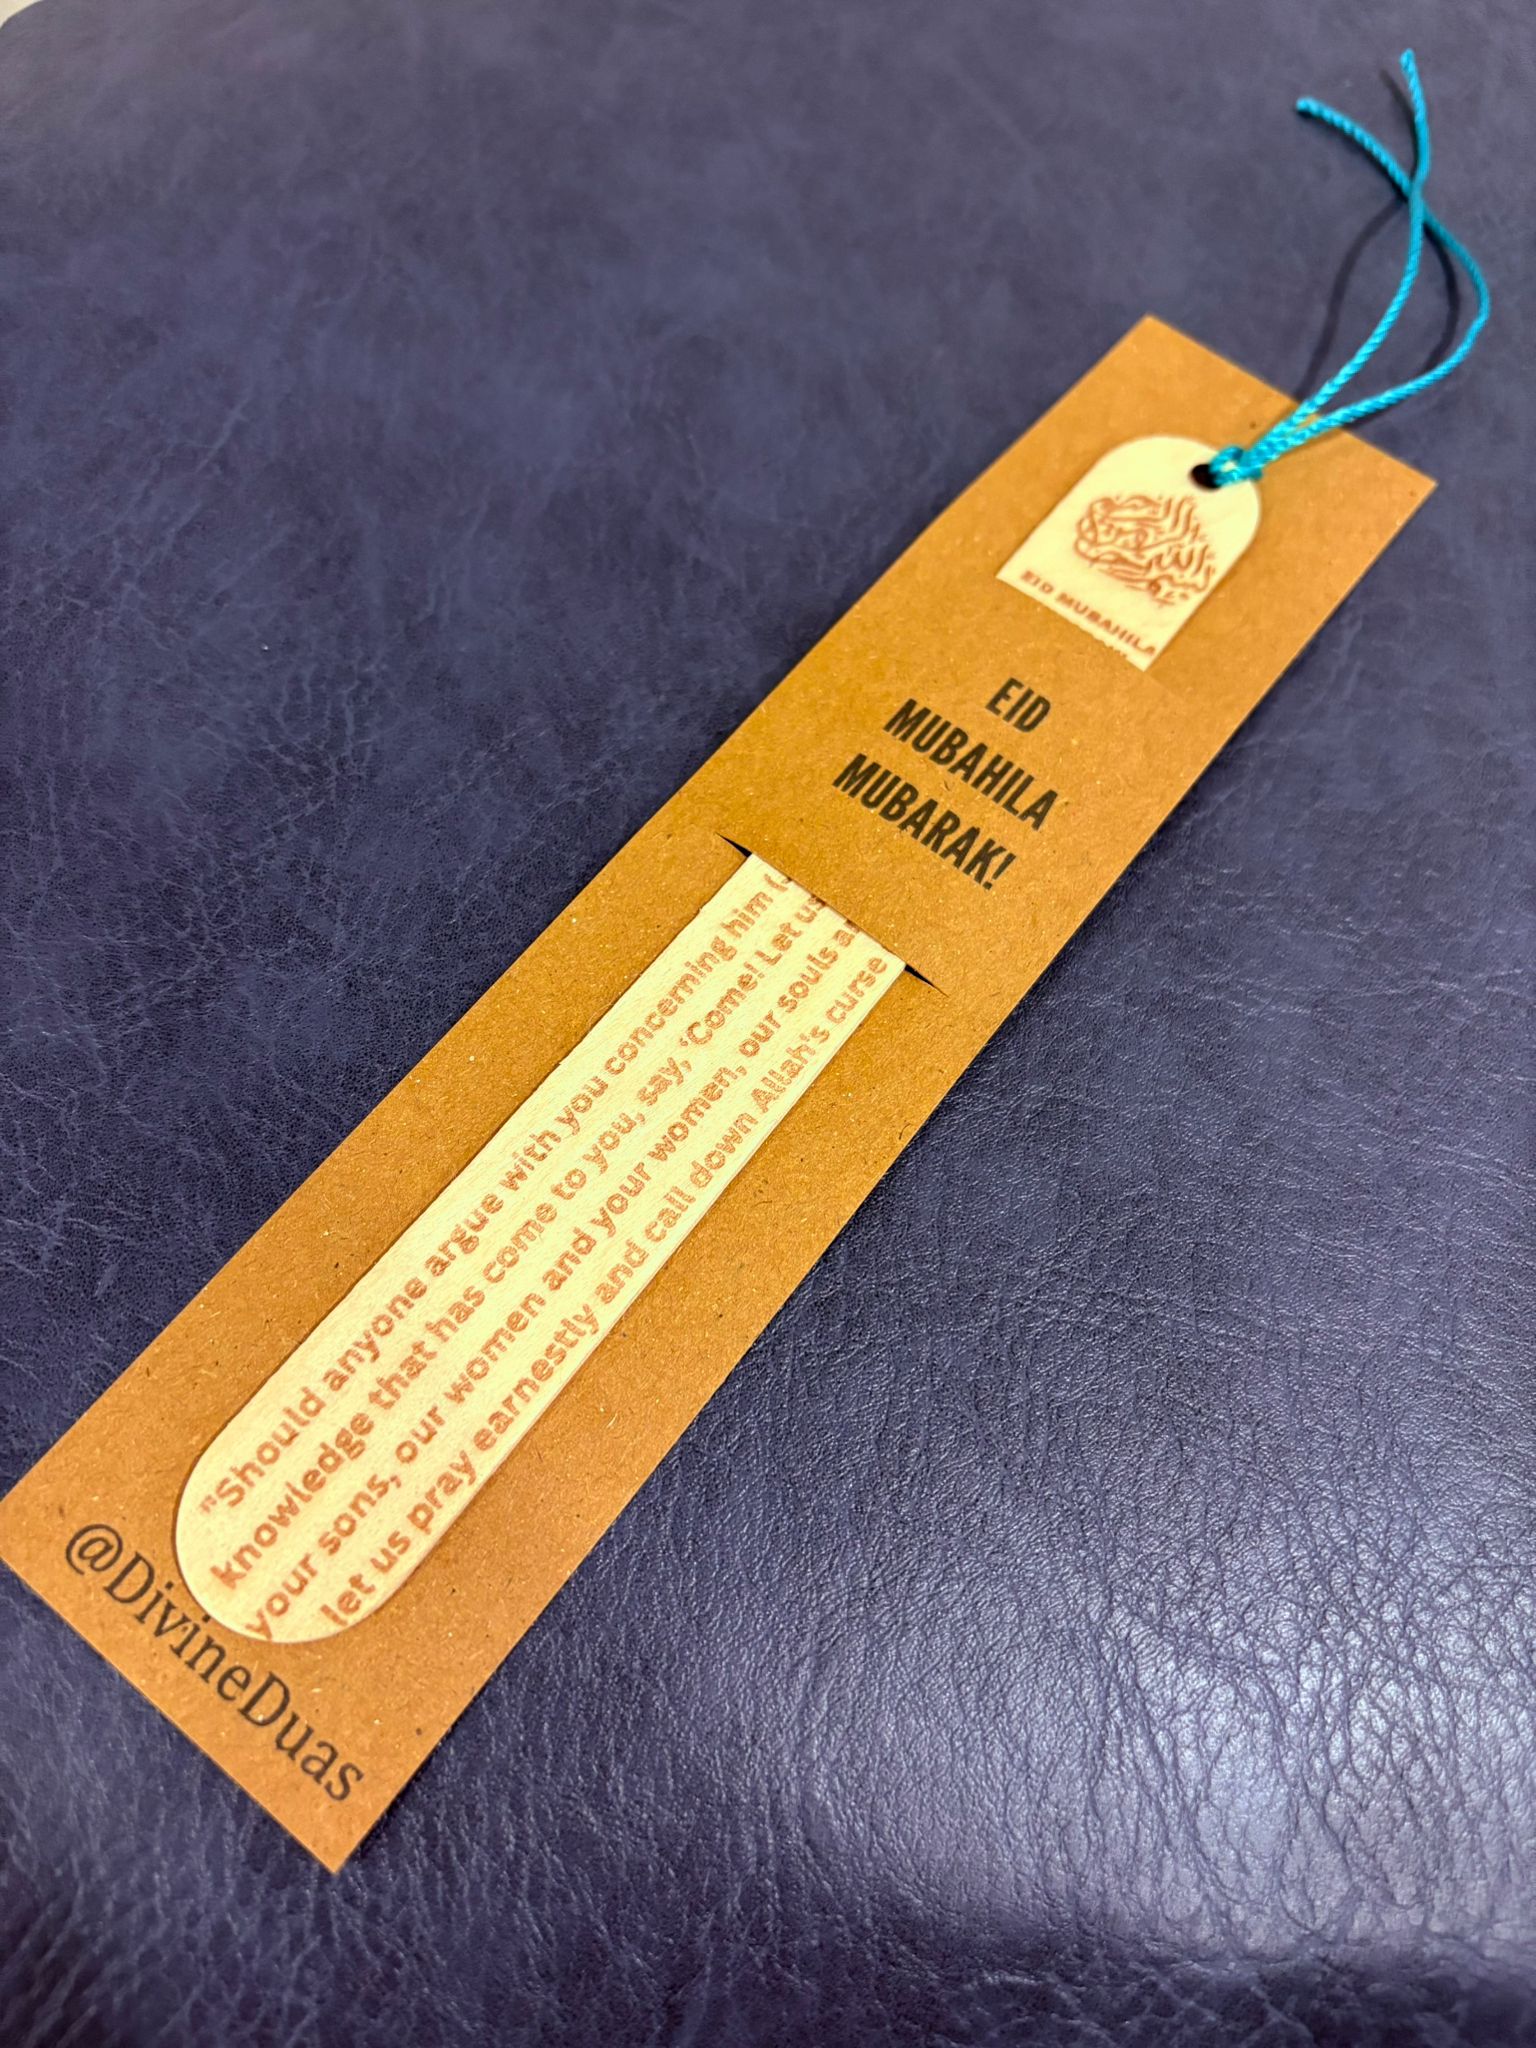 EID MUBAHILA
EID
MUBAHILA
MUBARAK!
"Should anyone argue with you concerning him
knowledge that has come to you, say, 'Come! Let us
your sons, our women and your women, our souls
let us pray earnestly and call down Allah's curse
@DivineDuas